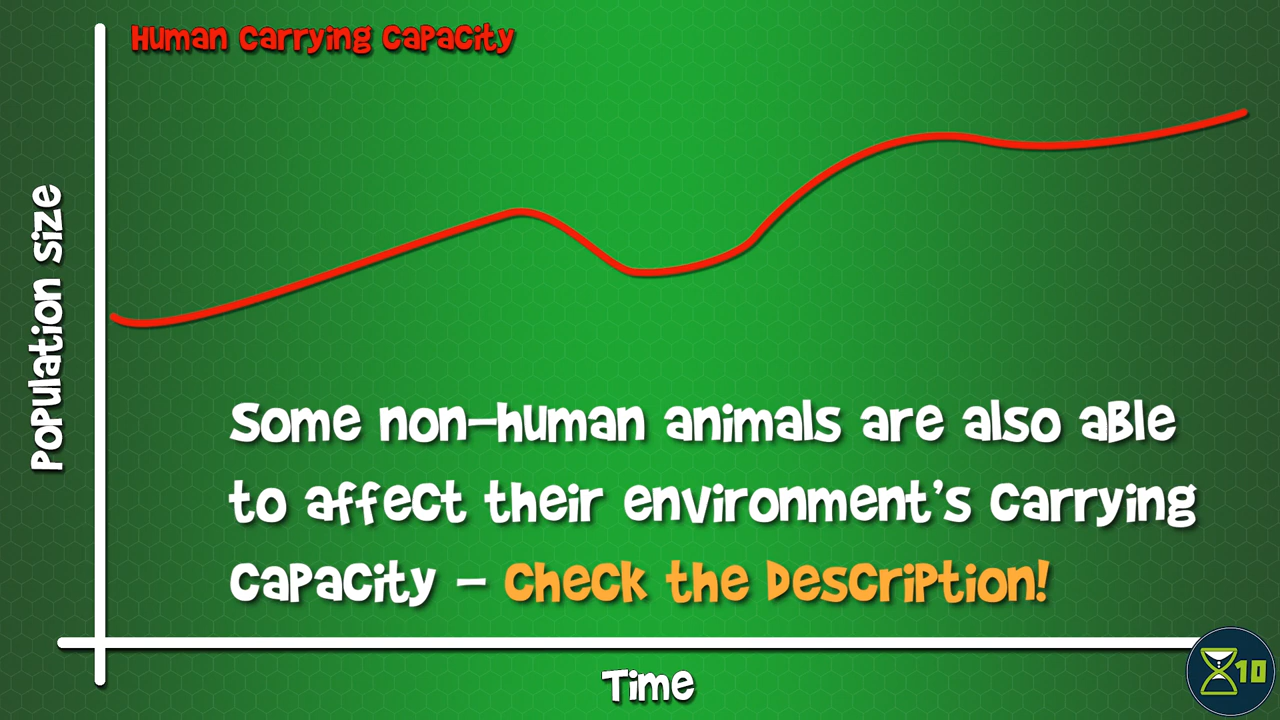 Human Carrying Capacity
Population Size
Some non-human animals are also able
to affect their environment's carrying
capacity - Check the Description!
Time
10